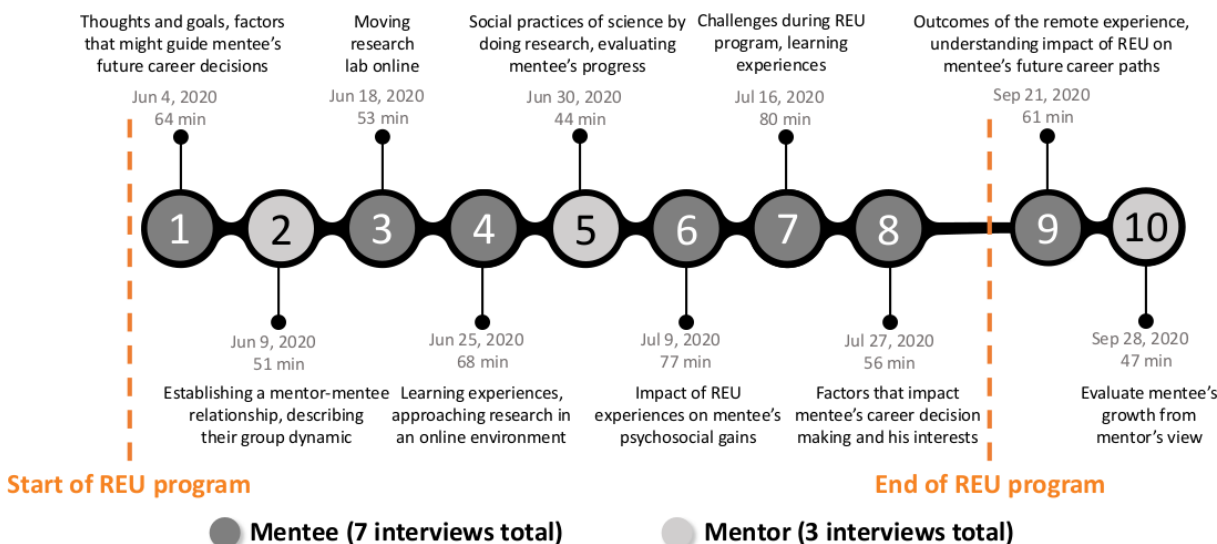 Thoughts and goals, factors
that might guide mentee's
future career decisions
Jun 4, 2020
64 min
Moving
research
lab online
Jun 18, 2020
53 min
Social practices of science by
doing research, evaluating
mentee's progress
Jun 30, 2020
44 min
Challenges during REU
program, learning
experiences
Jul 16, 2020
80 min
Outcomes of the remote experience,
understanding impact of REU on
mentee's future career paths
Sep 21, 2020
61 min
1
2
3
4
5
6
7
8
9
10
Jun 9, 2020
51 min
Establishing a mentor-mentee
relationship, describing
their group dynamic
Jun 25, 2020
68 min
Learning experiences,
approaching research in
an online environment
Jul 9, 2020
77 min
Impact of REU
experiences on mentee's
psychosocial gains
Jul 27, 2020
56 min
Factors that impact
mentee's career decision
making and his interests
Sep 28, 2020
47 min
Evaluate mentee's
growth from
mentor's view
Start of REU program
End of REU program
Mentee (7 interviews total)
Mentor (3 interviews total)